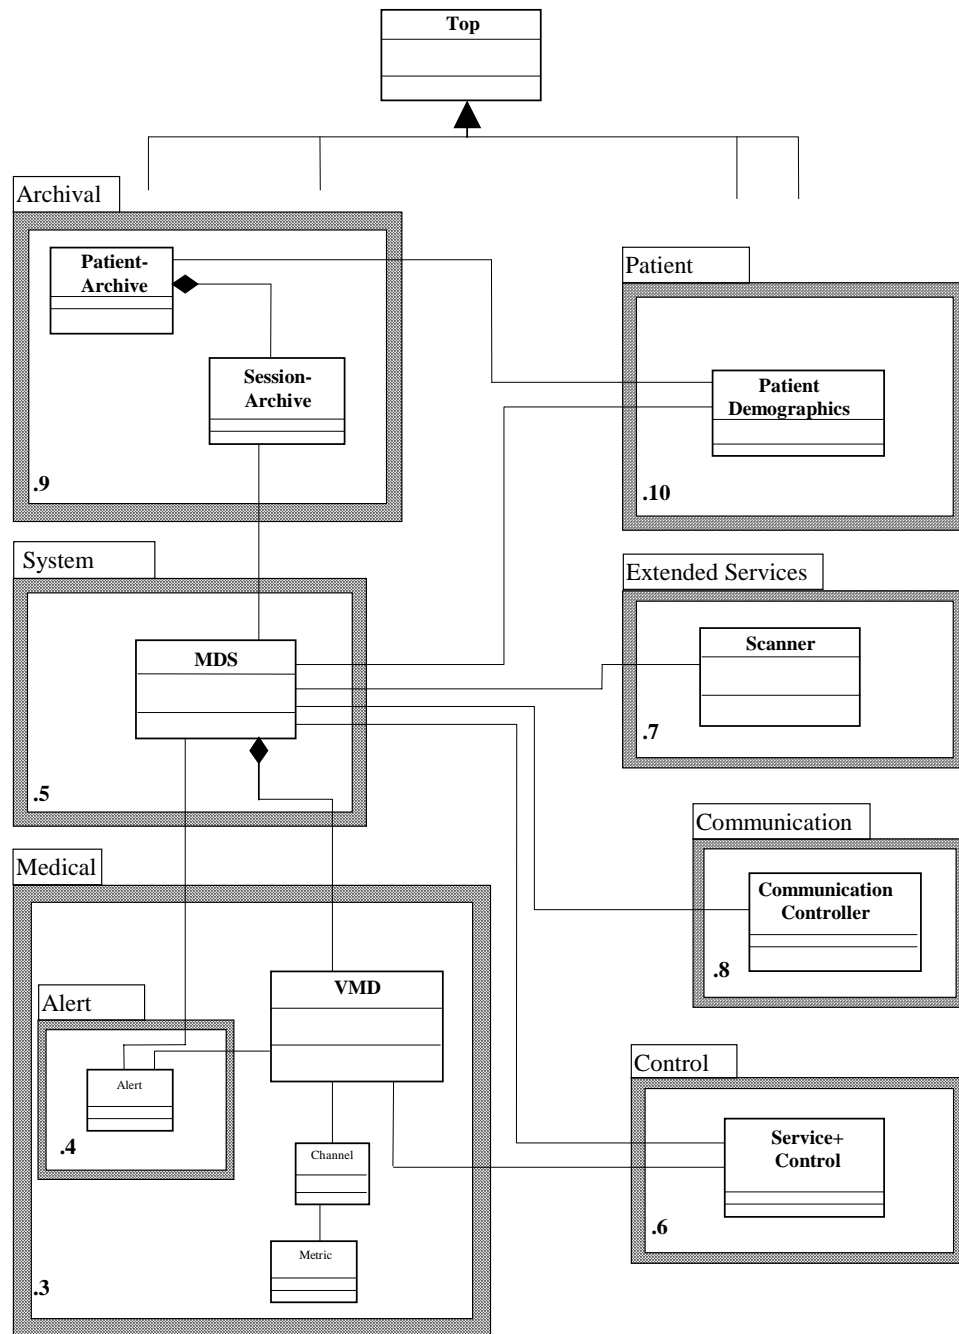 Top
Archival
Patient-
Archive
Session-
Archive
.9
Patient
Patient
Demographics
.10
System
MDS
.5
Extended Services
Scanner
.7
Communication
Communication
Controller
.8
Medical
VMD
Alert
Alert
.4
Channel
Metric
.3
Control
Service+
Control
.6